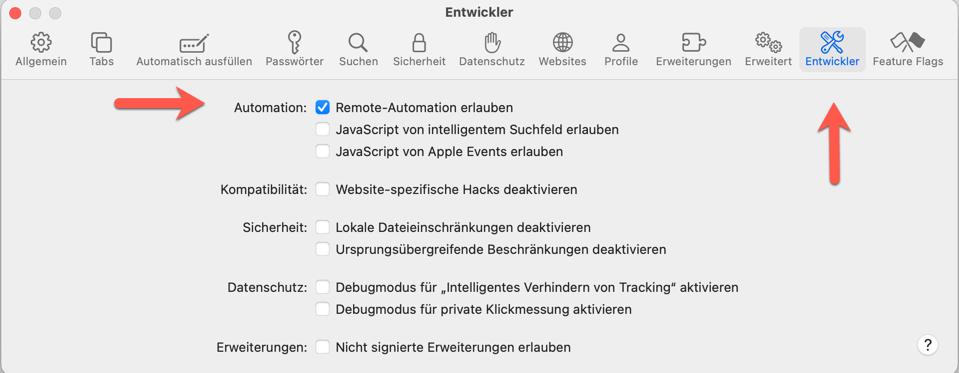 Entwickler
Allgemein Tabs Automatisch ausfüllen Passwörter Suchen Sicherheit Datenschutz Websites Profile Erweiterungen Erweitert Entwickler Feature Flags
Automation: Remote-Automation erlauben
JavaScript von intelligentem Suchfeld erlauben
JavaScript von Apple Events erlauben
Kompatibilität: Website-spezifische Hacks deaktivieren
Sicherheit: Lokale Dateieinschränkungen deaktivieren
Ursprungsübergreifende Beschränkungen deaktivieren
Datenschutz: Debugmodus für „Intelligentes Verhindern von Tracking“ aktivieren
Debugmodus für private Klickmessung aktivieren
Erweiterungen: Nicht signierte Erweiterungen erlauben
?